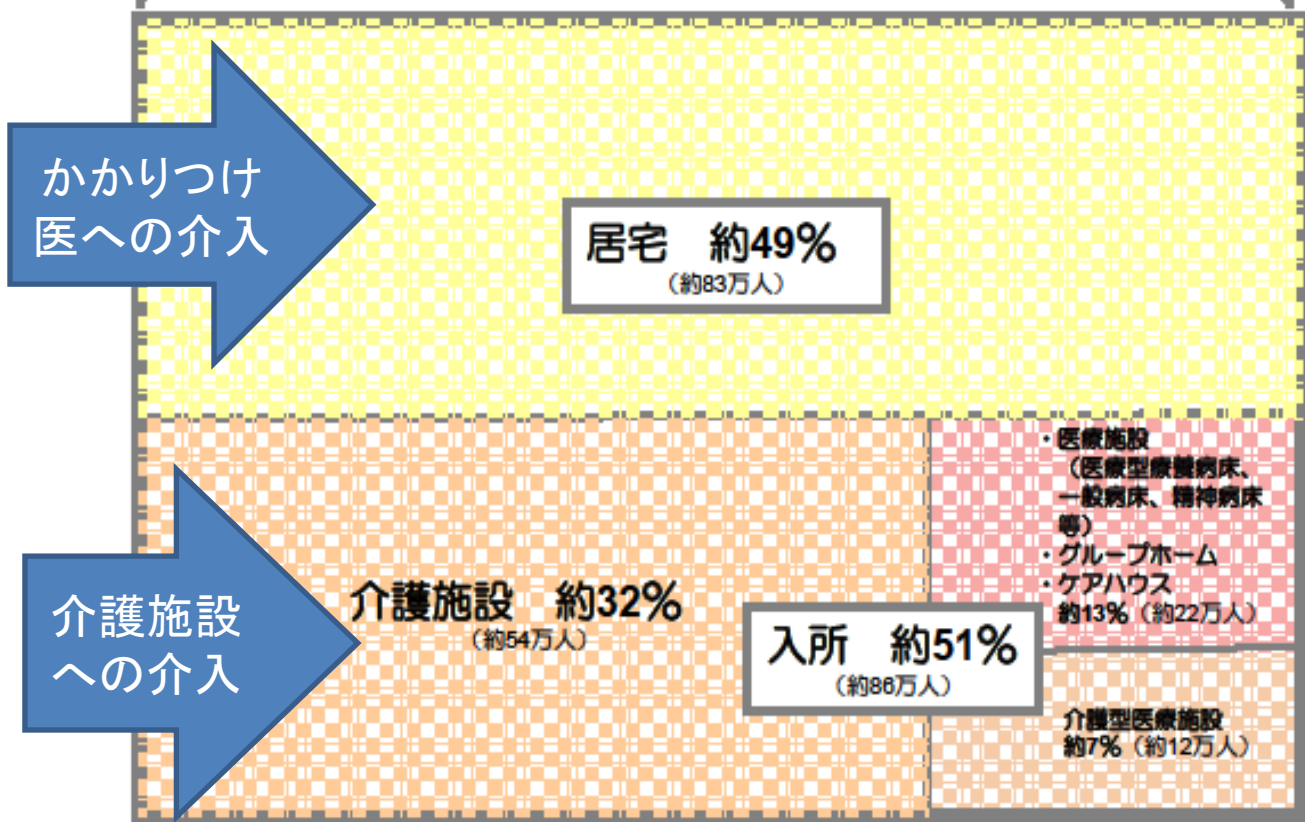 かかりつけ
医への介入
居宅　約49%
（約83万人）
・医療施設
（医療型療養病床、
一般病床、精神病床
等）
・グループホーム
・ケアハウス
約13%（約22万人）
介護施設
への介入
介護施設　約32%
（約54万人）
入所　約51%
（約86万人）
介護型医療施設
約7%（約12万人）